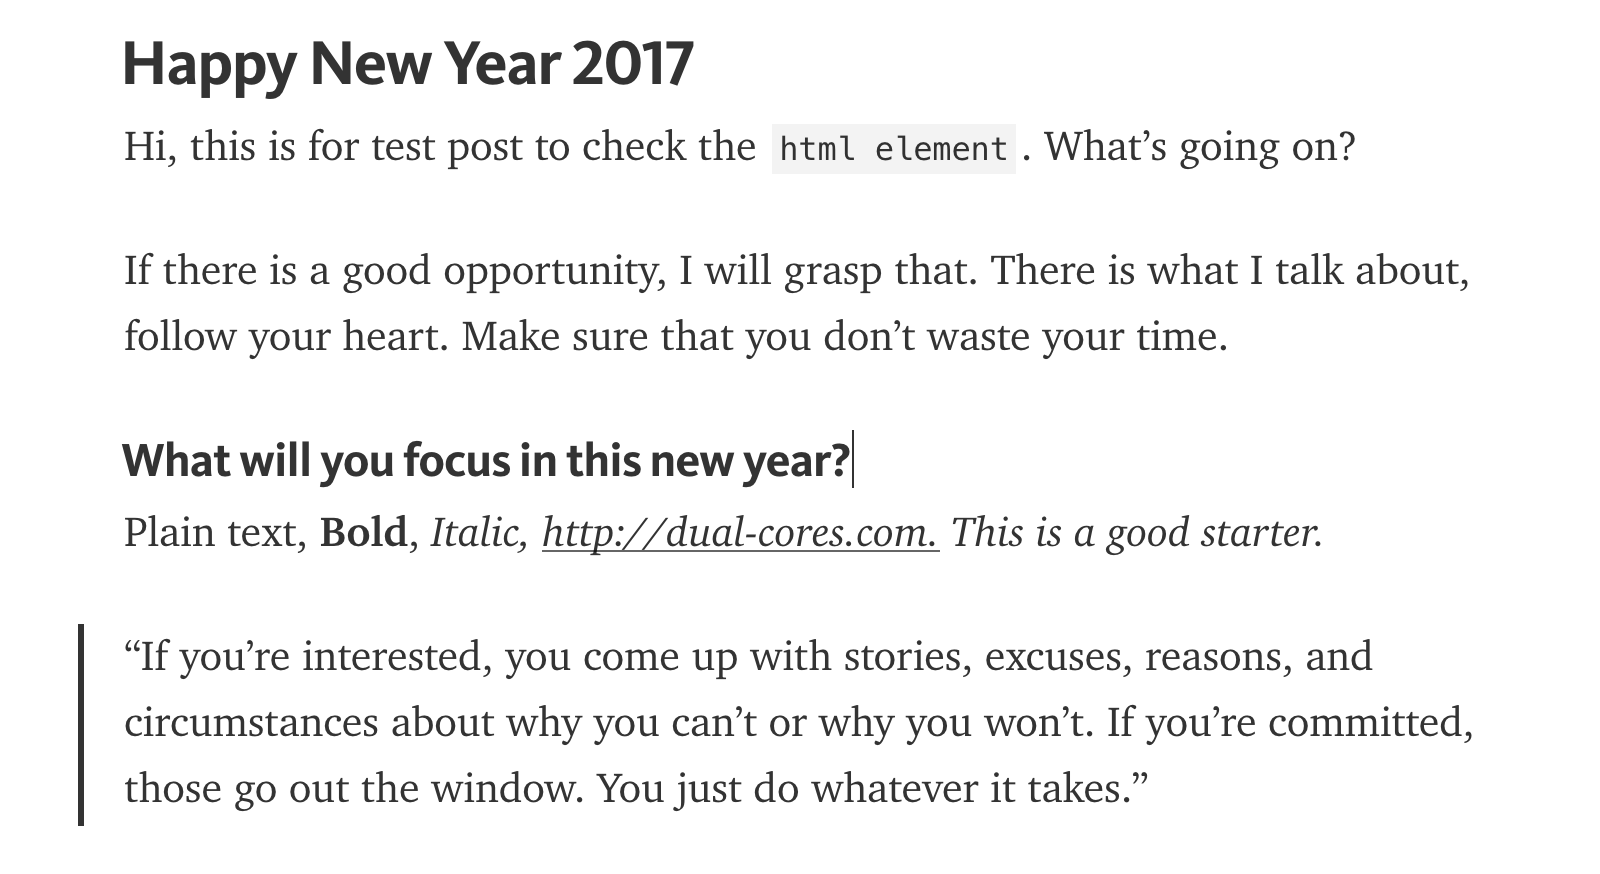 Happy New Year 2017
Hi, this is for test post to check the html element . What’s going on?
If there is a good opportunity, I will grasp that. There is what I talk about,
follow your heart. Make sure that you don’t waste your time.
What will you focus in this new year?
Plain text, Bold, Italic, http://dual-cores.com. This is a good starter.
“If you’re interested, you come up with stories, excuses, reasons, and
circumstances about why you can’t or why you won’t. If you’re committed,
those go out the window. You just do whatever it takes.”